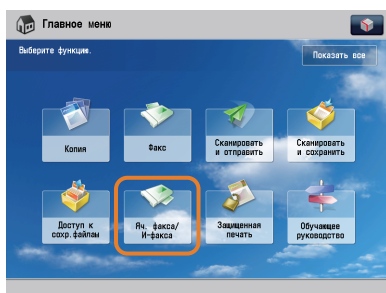 Главное меню
Выберите функцию.
Показать все
Копия
Факс
Сканировать
и отправить
Сканировать
и сохранить
Доступ к
сохр.файлам
Яч. факса/
И-факса
Защищенная
печать
Обучающее
руководство